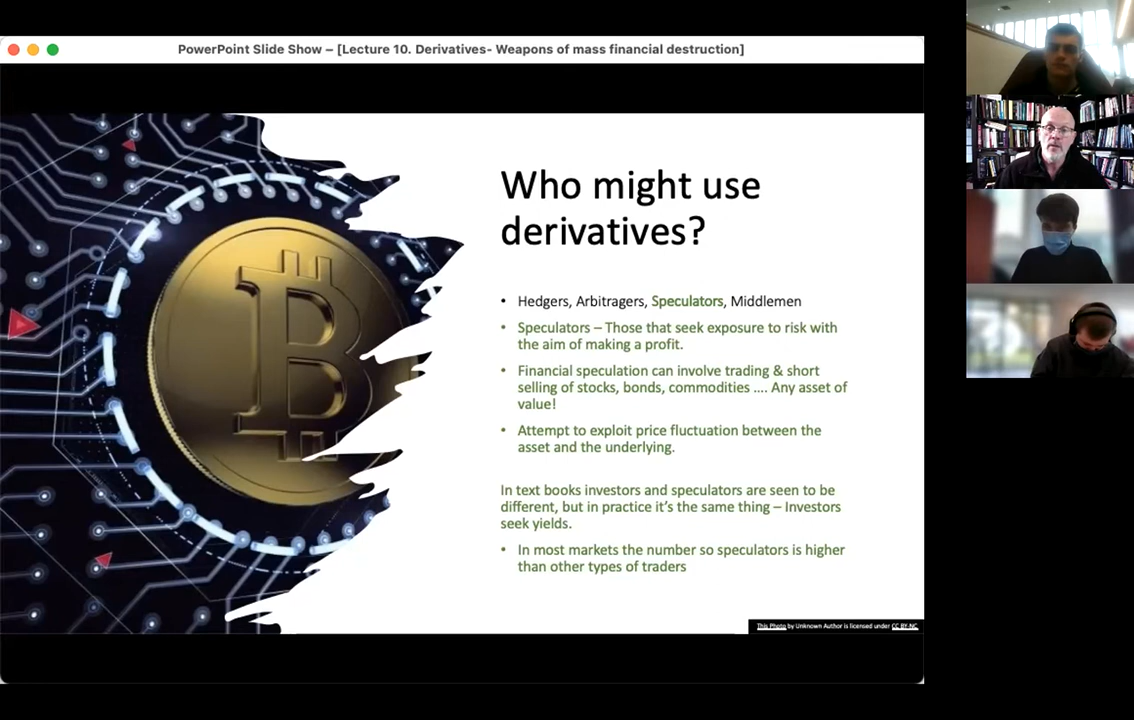 PowerPoint Slide Show – [Lecture 10. Derivatives- Weapons of mass financial destruction]
Who might use
derivatives?
• Hedgers, Arbitragers, Speculators, Middlemen
• Speculators – Those that seek exposure to risk with
the aim of making a profit.
• Financial speculation can involve trading & short
selling of stocks, bonds, commodities .... Any asset of
value!
• Attempt to exploit price fluctuation between the
asset and the underlying.
In text books investors and speculators are seen to be
different, but in practice it's the same thing – Investors
seek yields.
• In most markets the number so speculators is higher
than other types of traders
This Photo by Unknown Author is licensed under CC BY-NC